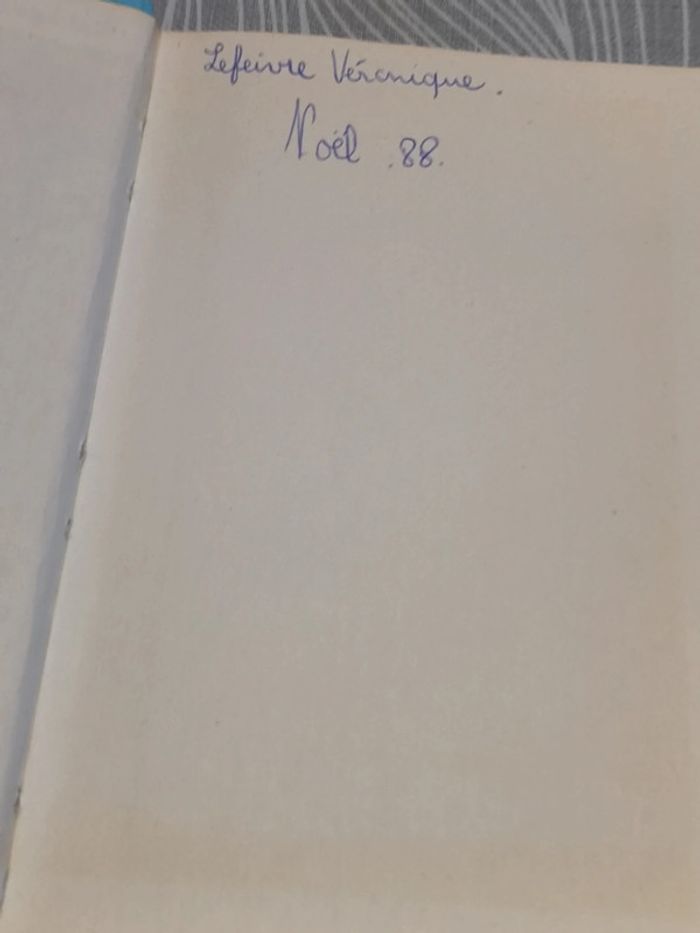 Lefeivre Véronique.
Noël .88.